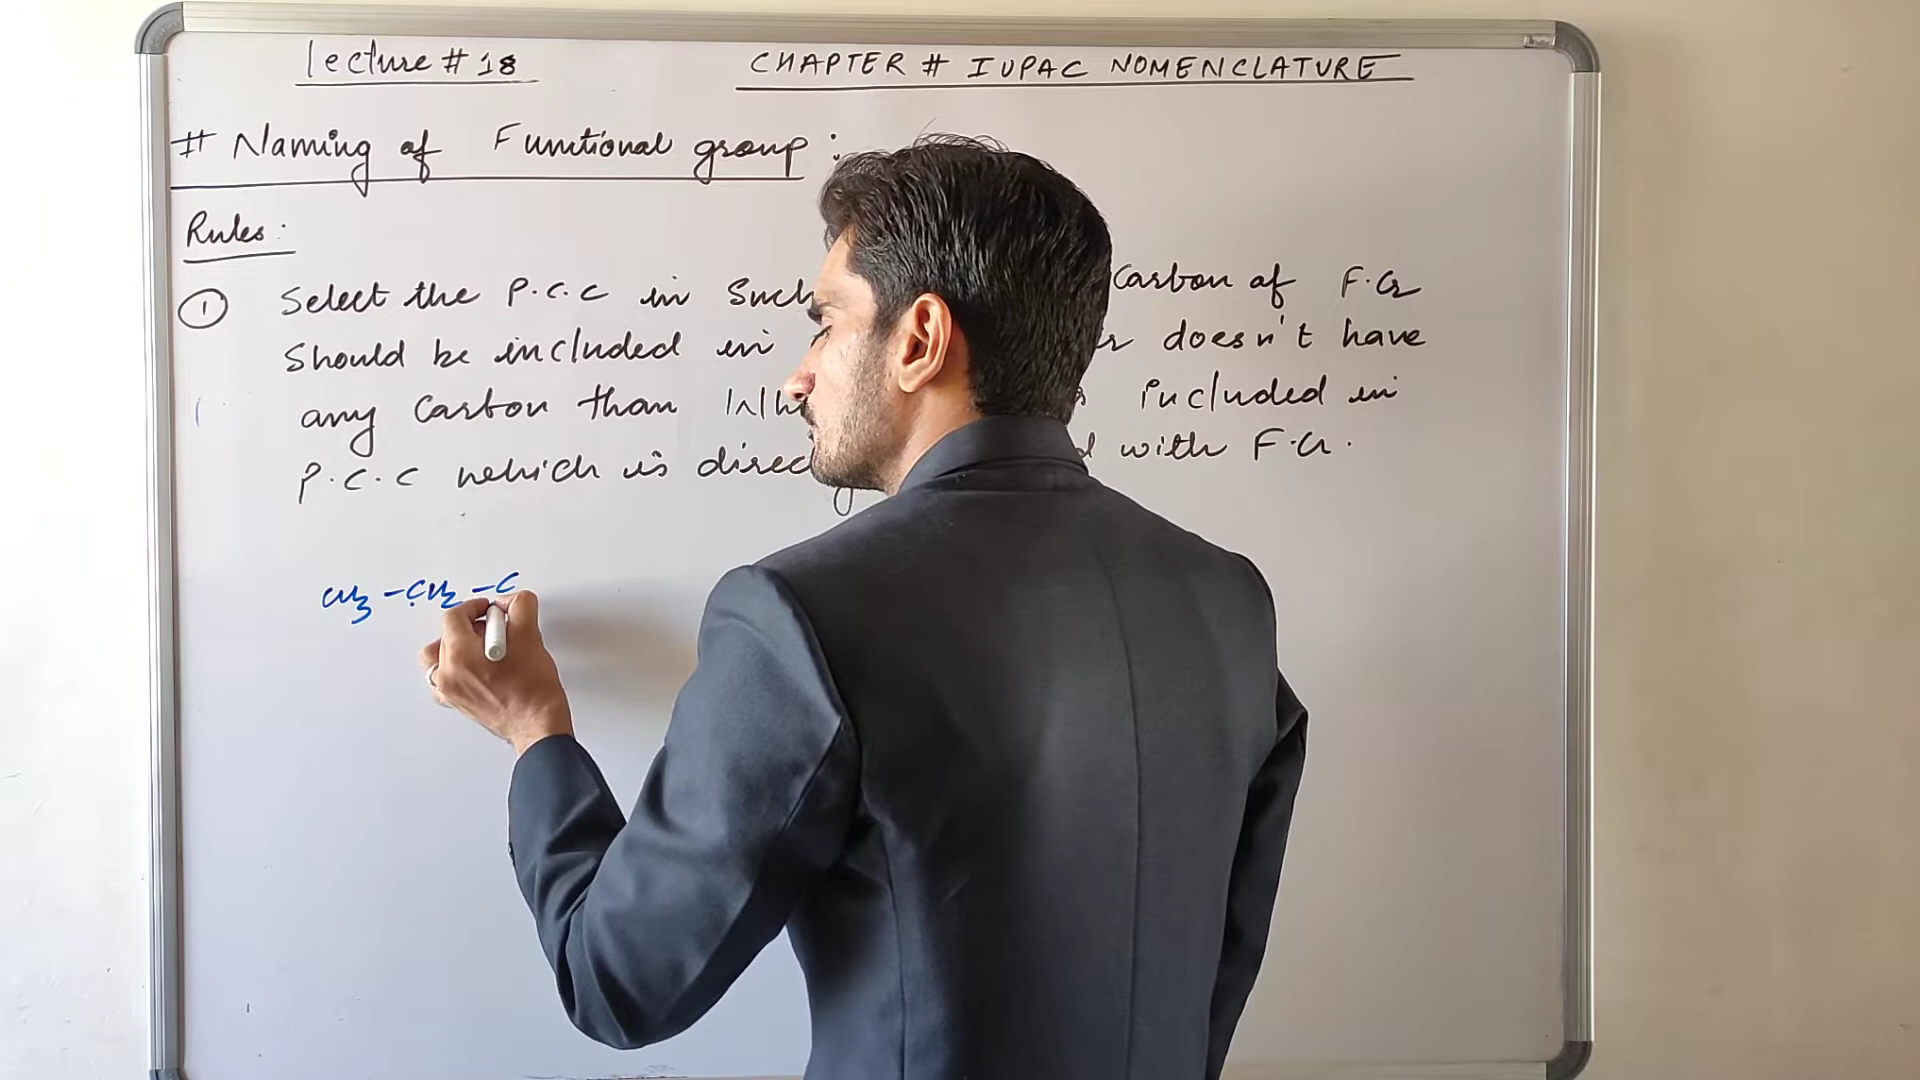 Lecture # 18
CHAPTER # IUPAC NOMENCLATURE
# Naming of Functional group :
Rules :
① Select the P.C.C in Such Carbon of F.G
Should be included in doesn't have
any Carbon than included in
P.C.C which is with F.G.
CH3 - CH2 - C